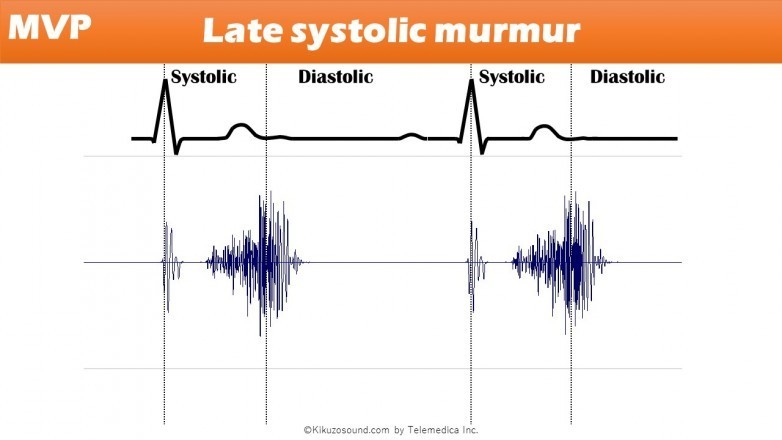 MVP
Late systolic murmur
Systolic Diastolic Systolic Diastolic
©Kikuzosound.com by Telemedica Inc.